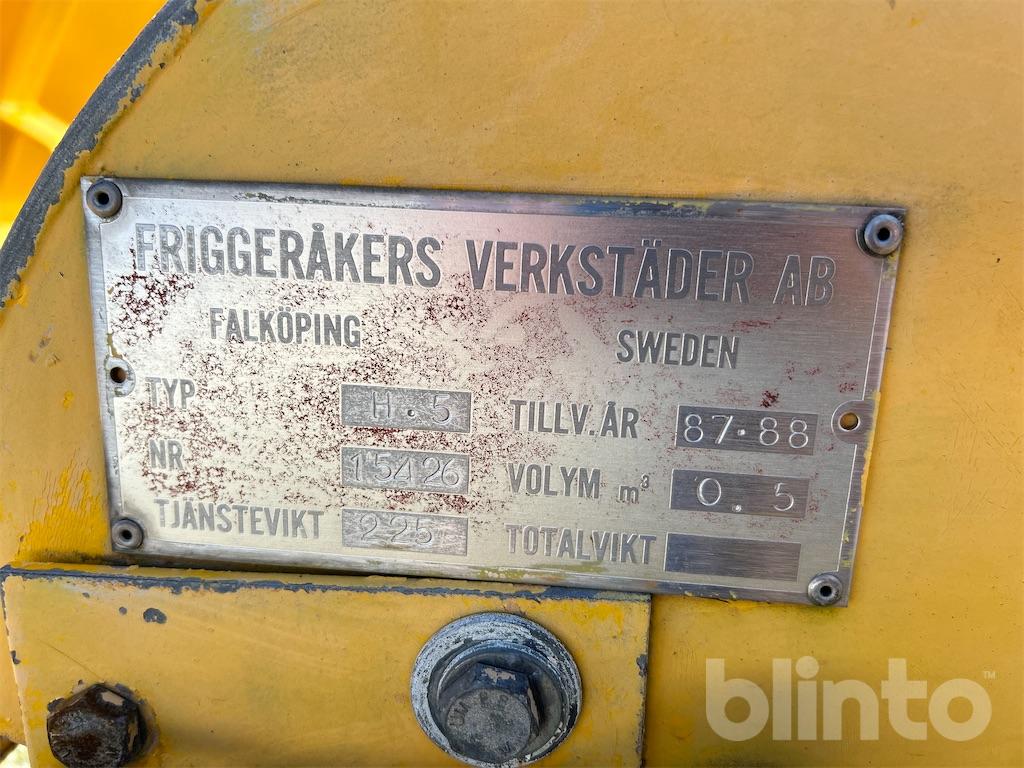 FRIGGERÅKERS VERKSTÄDER AB
FALKÖPING SWEDEN
TYP H.5 TILLV.ÅR 87-88
NR 15426 VOLYM m³ 0.5
TJÄNSTEVIKT 225 TOTALVIKT
blinto™